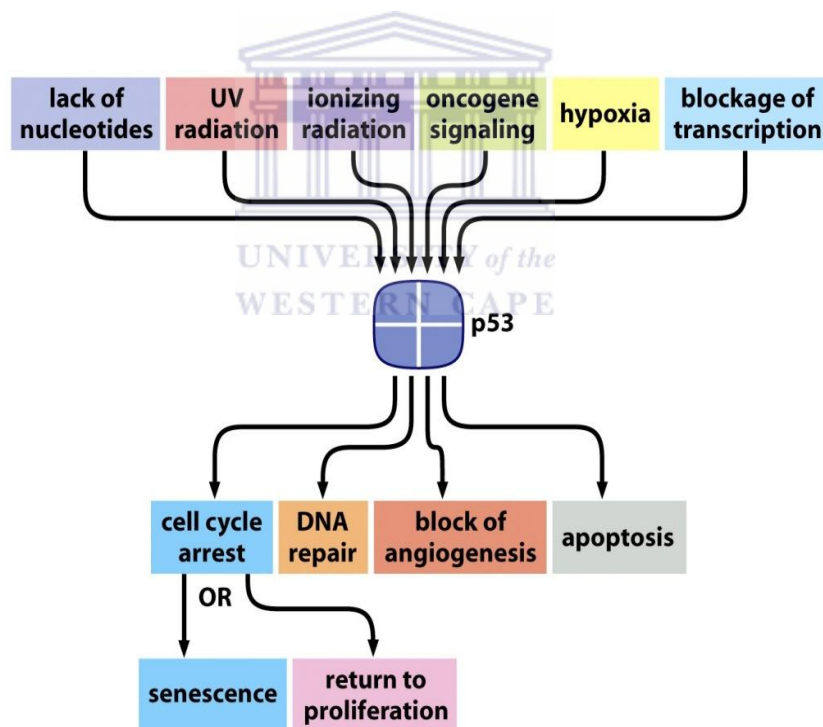 lack of
nucleotides
UV
radiation
ionizing
radiation
oncogene
signaling
hypoxia
blockage of
transcription
UNIVERSITY of the
WESTERN CAPE
p53
cell cycle
arrest
DNA
repair
block of
angiogenesis
apoptosis
OR
senescence
return to
proliferation